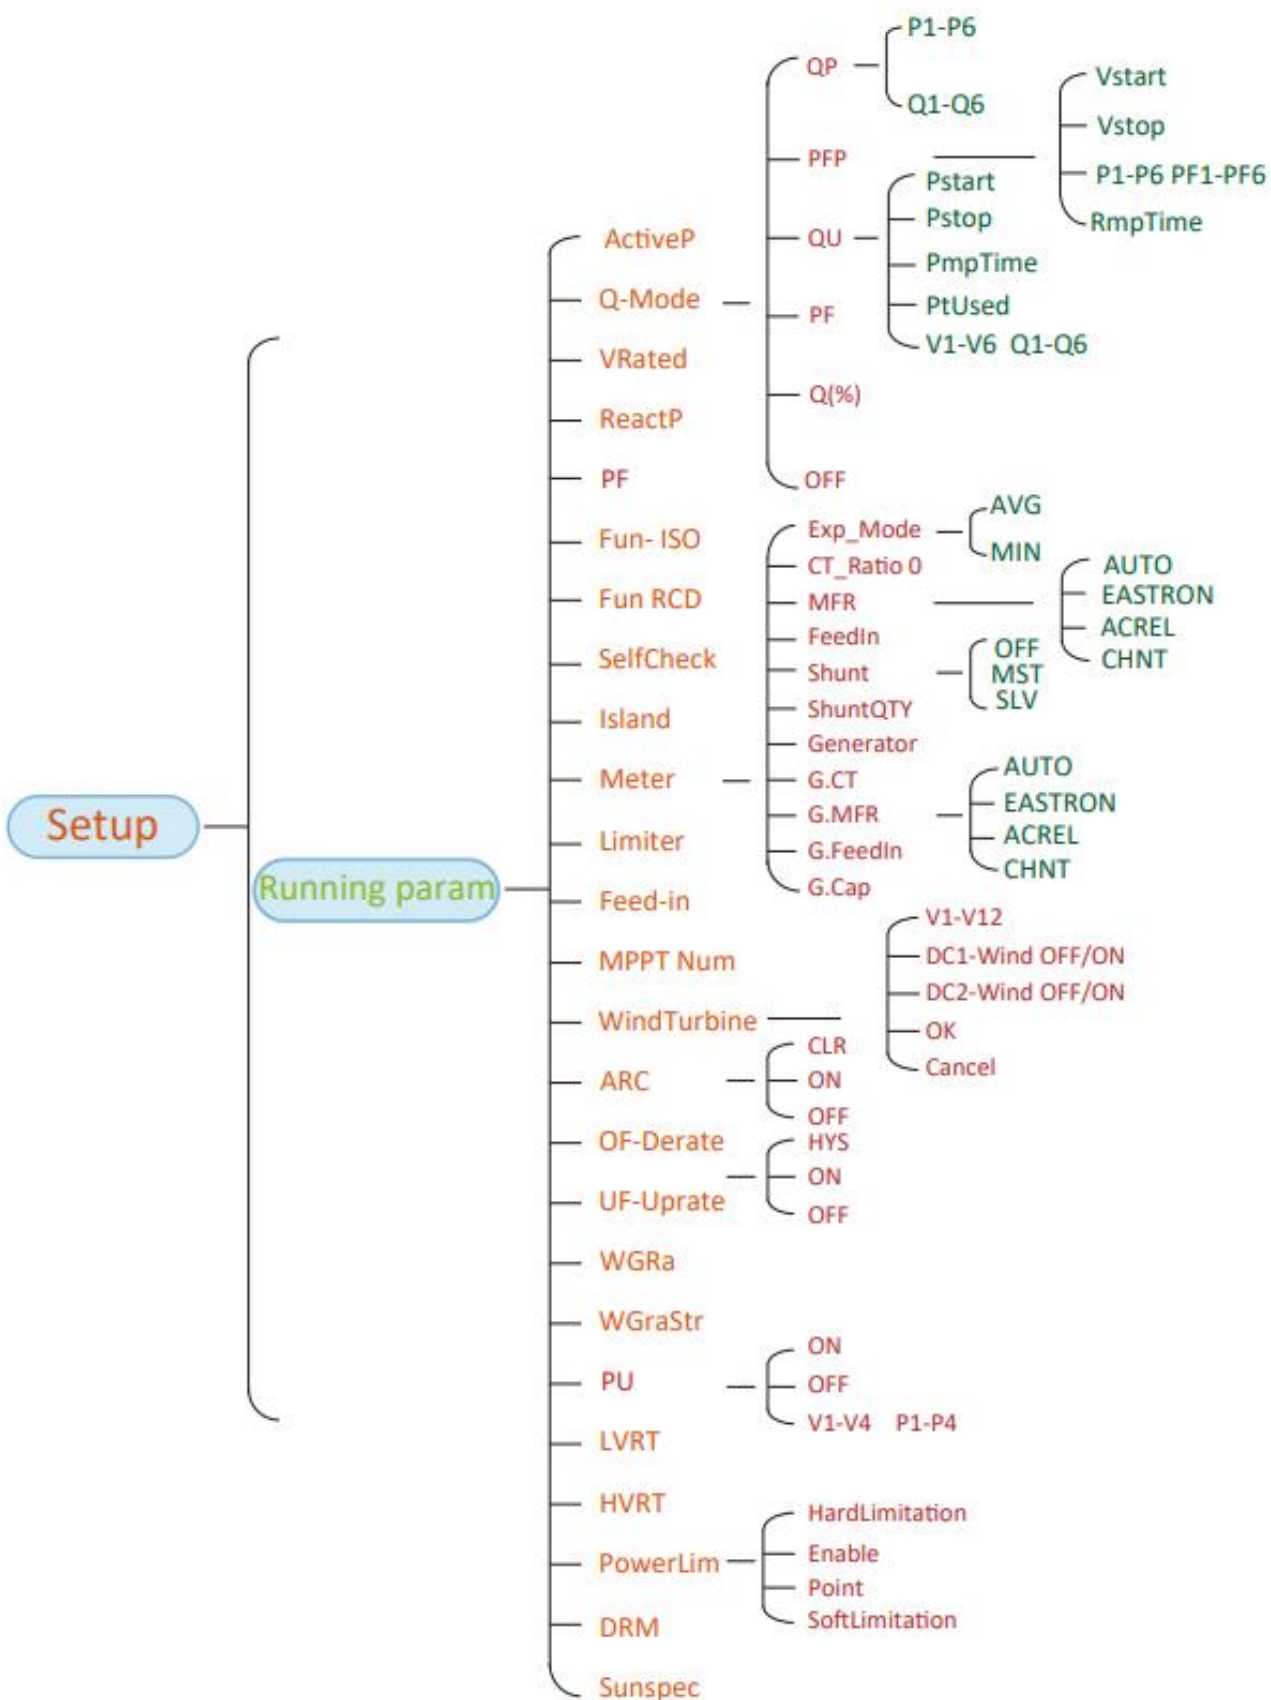 Setup
Running param
ActiveP
Q-Mode
QP
P1-P6
Q1-Q6
PFP
Vstart
Vstop
P1-P6 PF1-PF6
RmpTime
QU
Pstart
Pstop
PmpTime
PtUsed
V1-V6 Q1-Q6
PF
Q(%)
OFF
VRated
ReactP
PF
Fun- ISO
Fun RCD
SelfCheck
Island
Meter
Exp_Mode
AVG
MIN
CT_Ratio 0
MFR
AUTO
EASTRON
ACREL
CHNT
FeedIn
Shunt
OFF
MST
SLV
ShuntQTY
Generator
G.CT
G.MFR
AUTO
EASTRON
ACREL
CHNT
G.FeedIn
G.Cap
Limiter
Feed-in
MPPT Num
WindTurbine
V1-V12
DC1-Wind OFF/ON
DC2-Wind OFF/ON
OK
Cancel
ARC
CLR
ON
OFF
OF-Derate
UF-Uprate
HYS
ON
OFF
WGRa
WGraStr
PU
ON
OFF
V1-V4 P1-P4
LVRT
HVRT
PowerLim
HardLimitation
Enable
Point
SoftLimitation
DRM
Sunspec